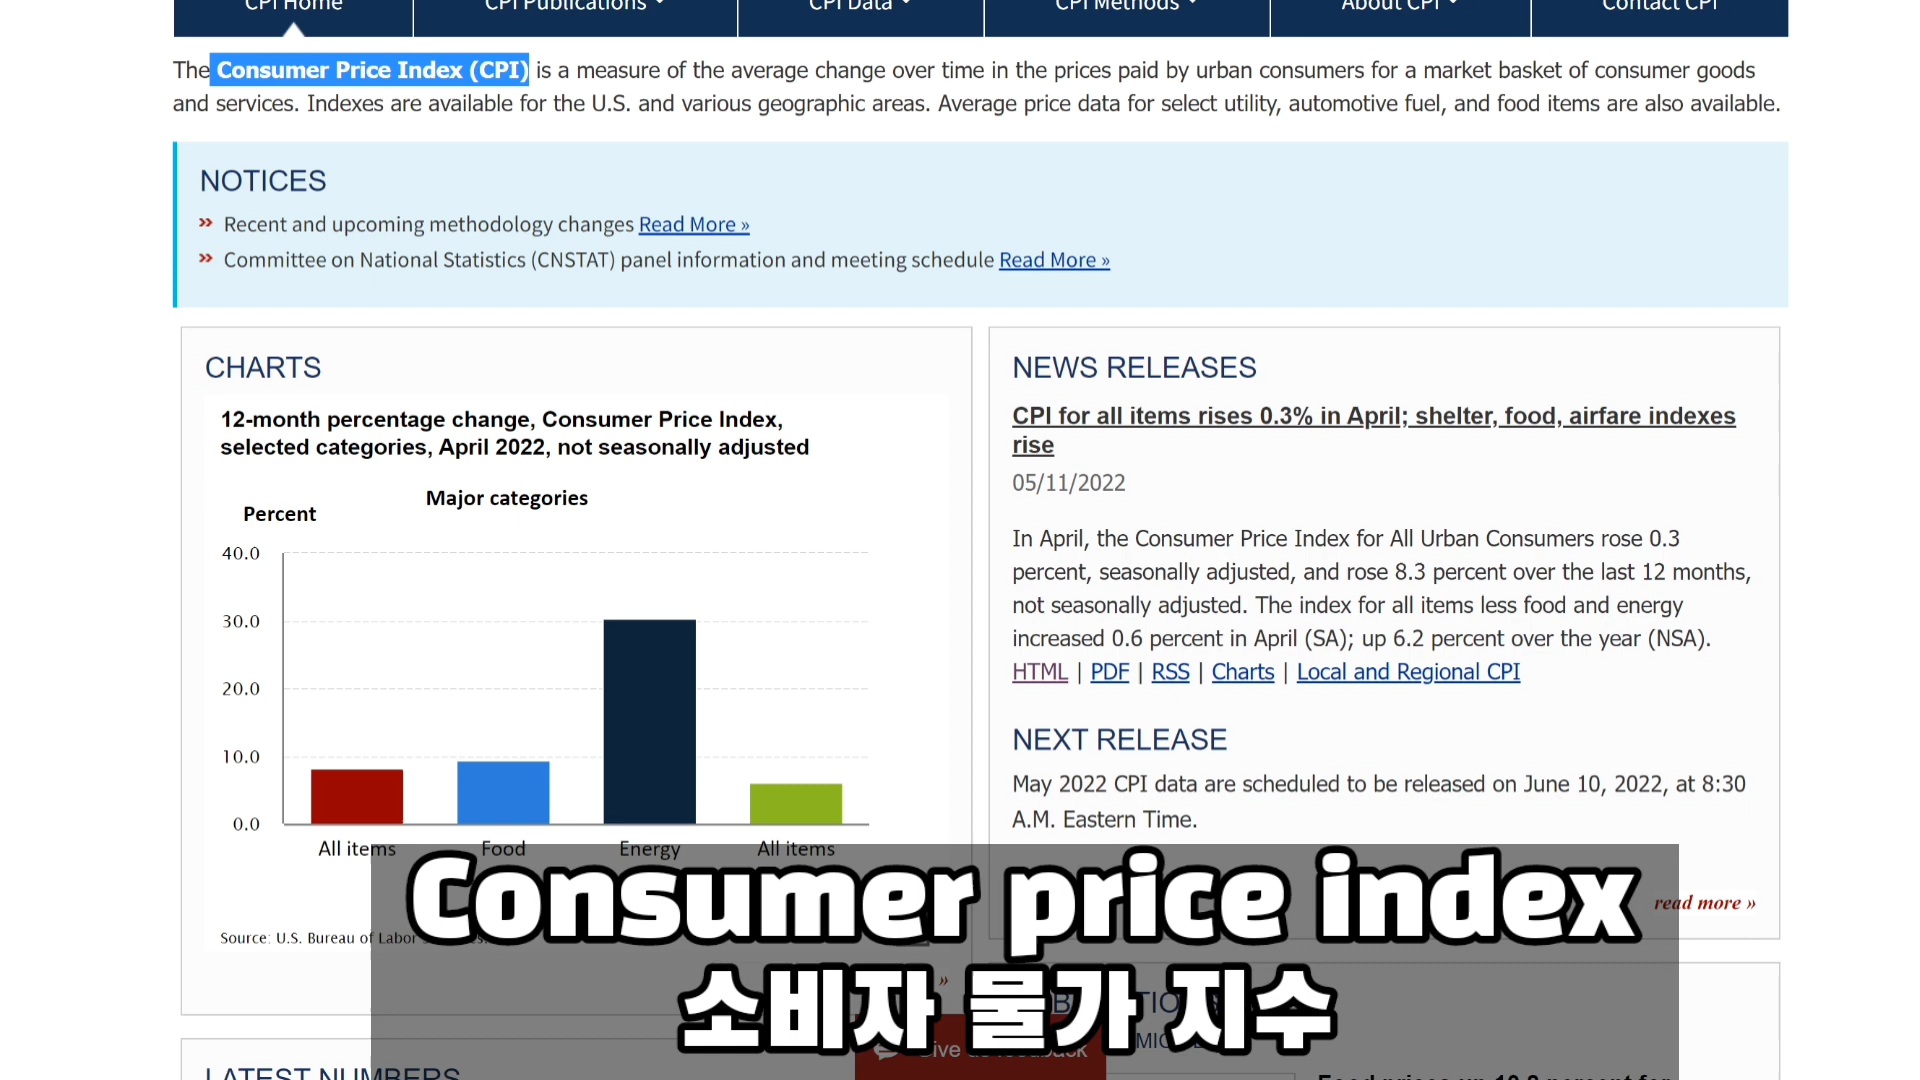 CPI Home CPI Publications CPI Data CPI Methods About CPI Contact CPI
The Consumer Price Index (CPI) is a measure of the average change over time in the prices paid by urban consumers for a market basket of consumer goods
and services. Indexes are available for the U.S. and various geographic areas. Average price data for select utility, automotive fuel, and food items are also available.
NOTICES
» Recent and upcoming methodology changes Read More »
» Committee on National Statistics (CNSTAT) panel information and meeting schedule Read More »
CHARTS
12-month percentage change, Consumer Price Index,
selected categories, April 2022, not seasonally adjusted
Major categories
Percent
40.0
30.0
20.0
10.0
0.0
All items Food Energy All items
Source: U.S. Bureau of Labor
»
NEWS RELEASES
CPI for all items rises 0.3% in April; shelter, food, airfare indexes
rise
05/11/2022
In April, the Consumer Price Index for All Urban Consumers rose 0.3
percent, seasonally adjusted, and rose 8.3 percent over the last 12 months,
not seasonally adjusted. The index for all items less food and energy
increased 0.6 percent in April (SA); up 6.2 percent over the year (NSA).
HTML | PDF | RSS | Charts | Local and Regional CPI
NEXT RELEASE
May 2022 CPI data are scheduled to be released on June 10, 2022, at 8:30
A.M. Eastern Time.
read more »
Consumer price index
소비자 물가 지수
LATEST NUMBERS